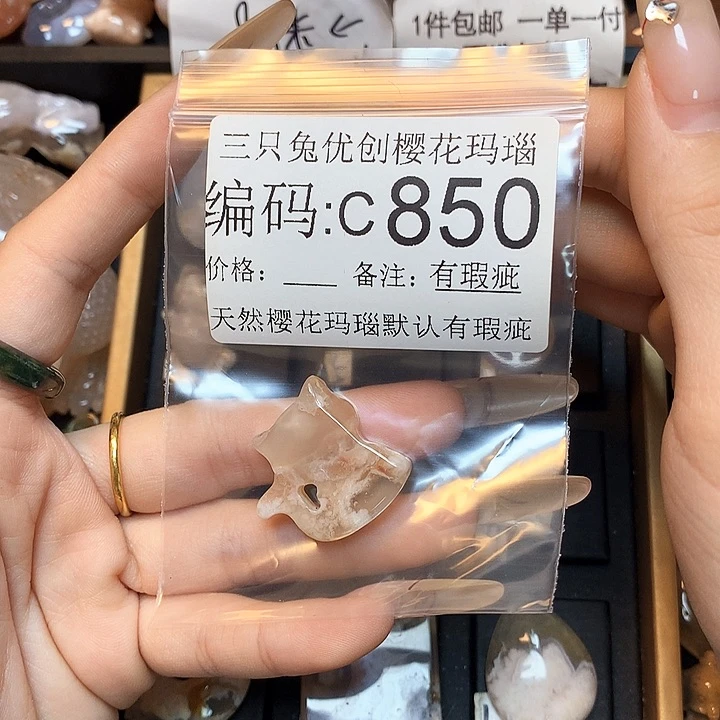 1件包邮 一单一付
三只兔优创樱花玛瑙
编码:C850
价格：____ 备注：有瑕疵
天然樱花玛瑙默认有瑕疵